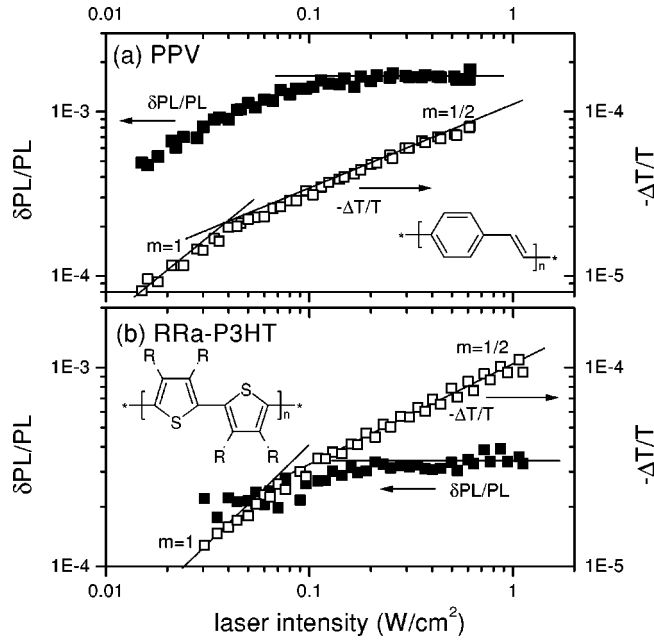 0.01 0.1 1
(a) PPV
δPL/PL
m=1/2
-ΔT/T
m=1
* [ ]n *
1E-3
1E-4
δPL/PL
1E-4
1E-5
-ΔT/T
(b) RRa-P3HT
R R
S
* [ ]n *
S
R R
m=1/2
-ΔT/T
δPL/PL
m=1
1E-3
1E-4
δPL/PL
1E-4
1E-5
-ΔT/T
0.01 0.1 1
laser intensity (W/cm²)